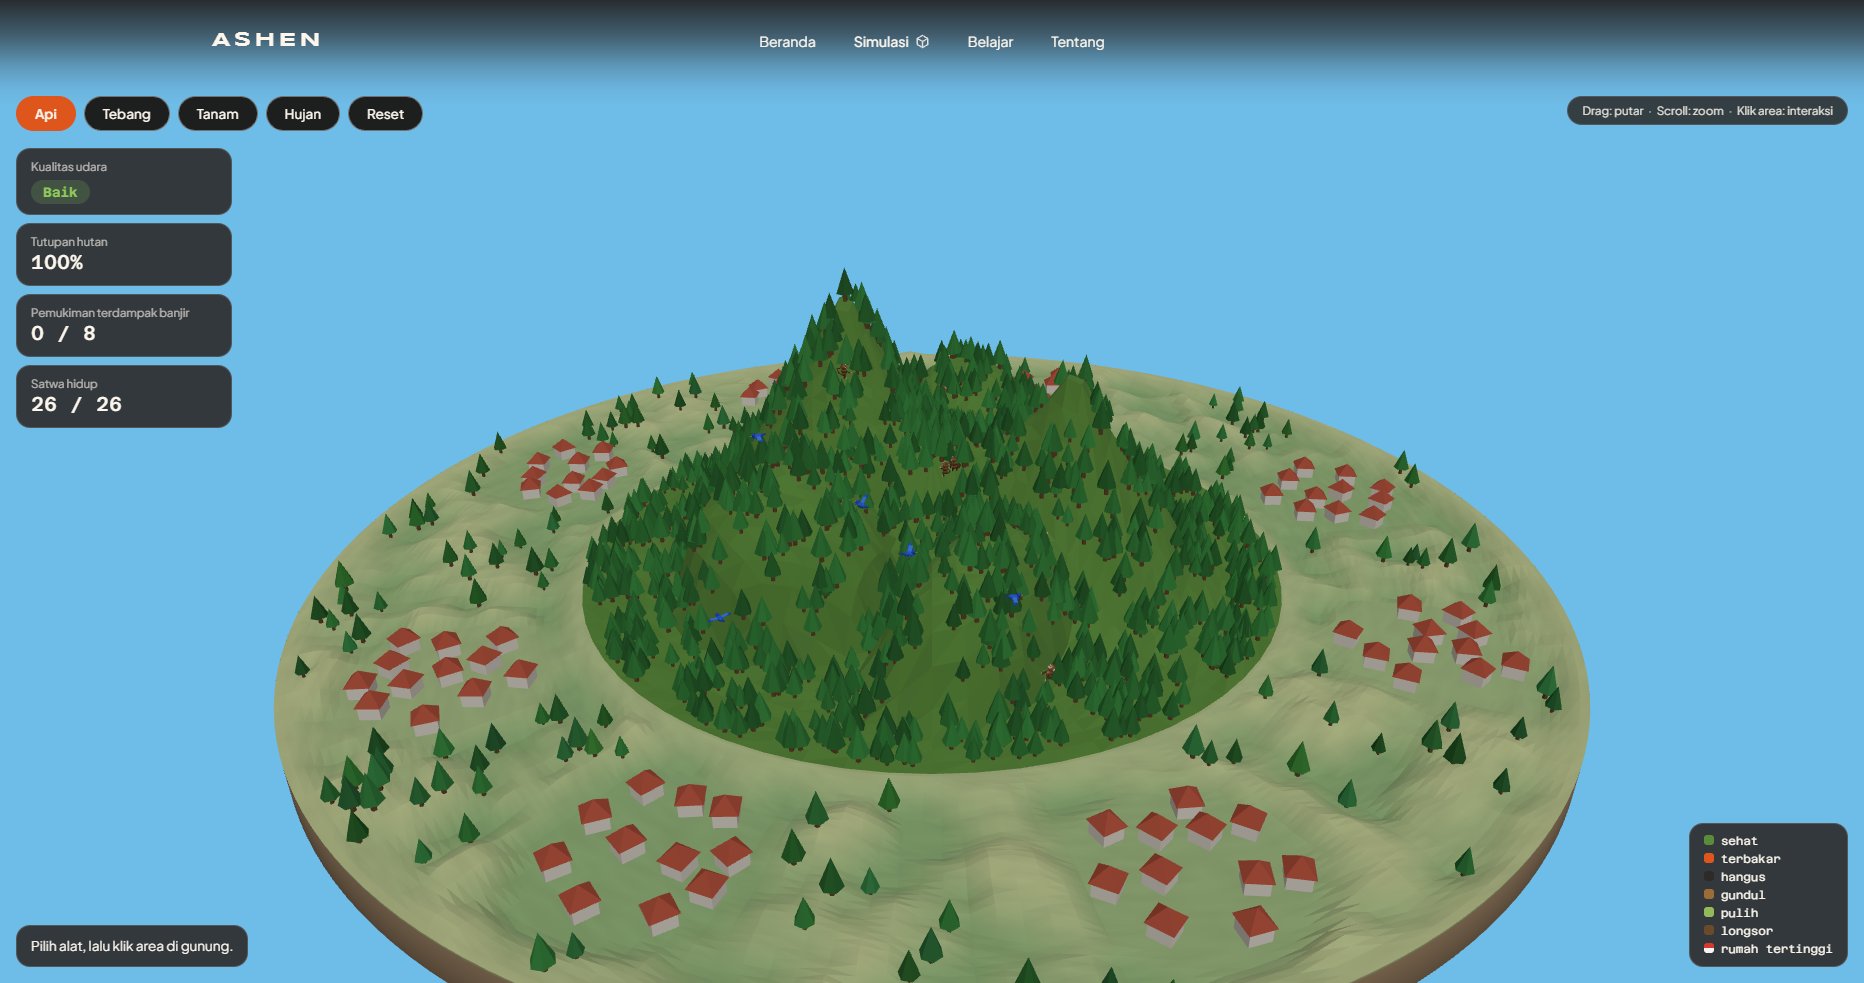 ASHEN
Beranda
Simulasi
Belajar
Tentang
Api
Tebang
Tanam
Hujan
Reset
Drag: putar · Scroll: zoom · Klik area: interaksi
Kualitas udara
Baik
Tutupan hutan
100%
Pemukiman terdampak banjir
0 / 8
Satwa hidup
26 / 26
sehat
terbakar
hangus
gundul
pulih
longsor
rumah tertinggi
Pilih alat, lalu klik area di gunung.